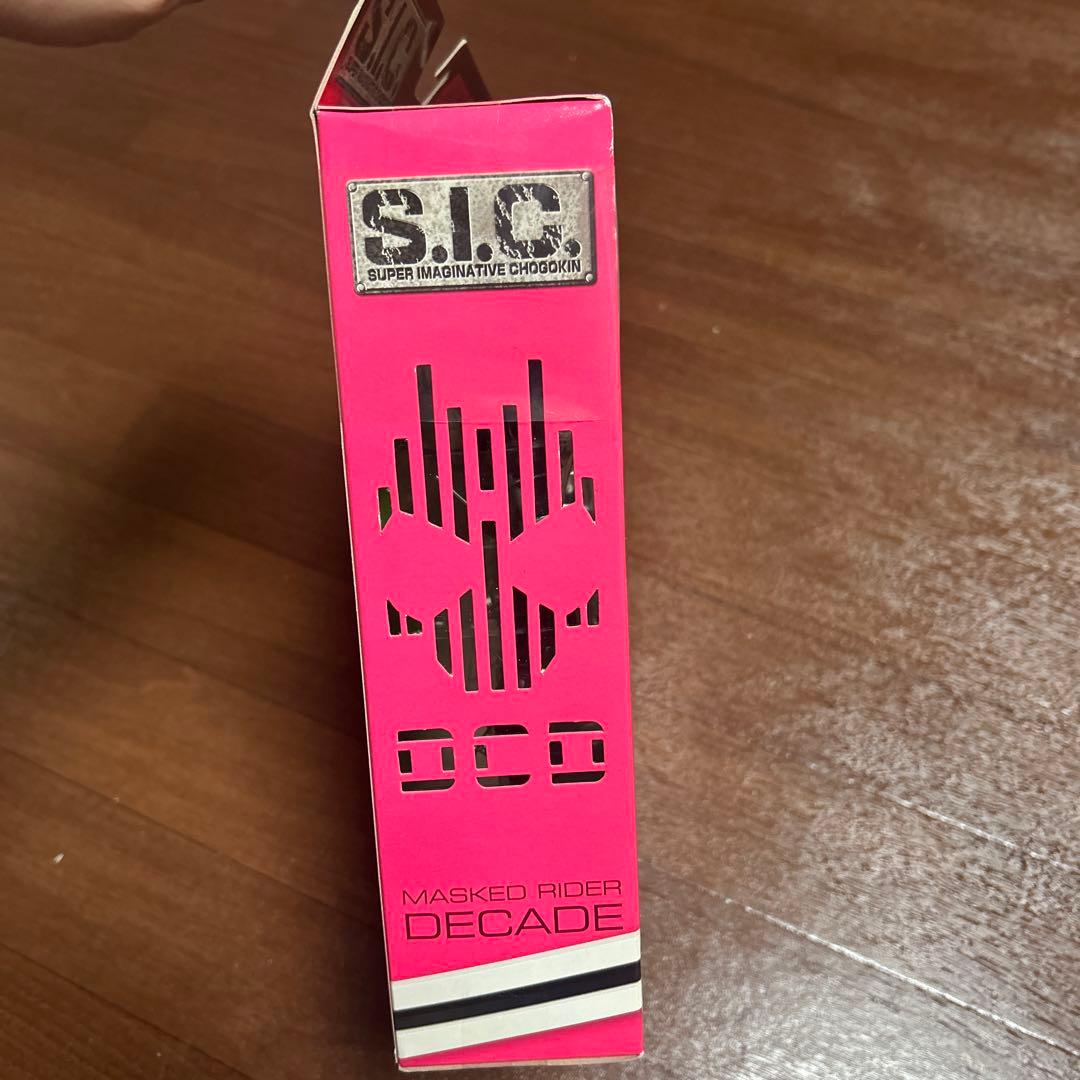 S.I.C.
SUPER IMAGINATIVE CHOGOKIN
DCD
MASKED RIDER
DECADE